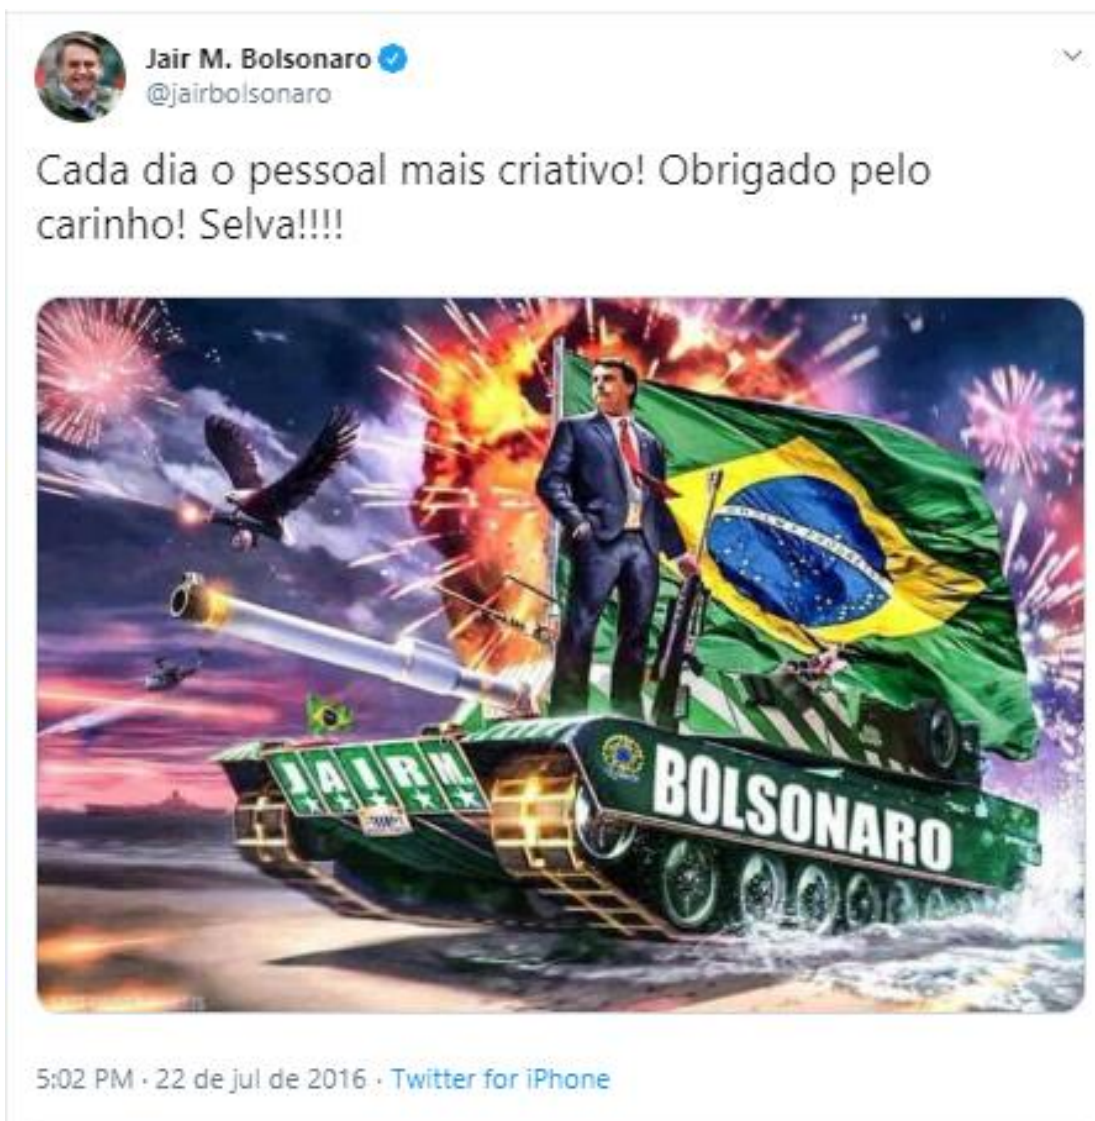 Jair M. Bolsonaro
@jairbolsonaro
Cada dia o pessoal mais criativo! Obrigado pelo
carinho! Selva!!!!
JAIR M.
BOLSONARO
5:02 PM · 22 de jul de 2016 · Twitter for iPhone